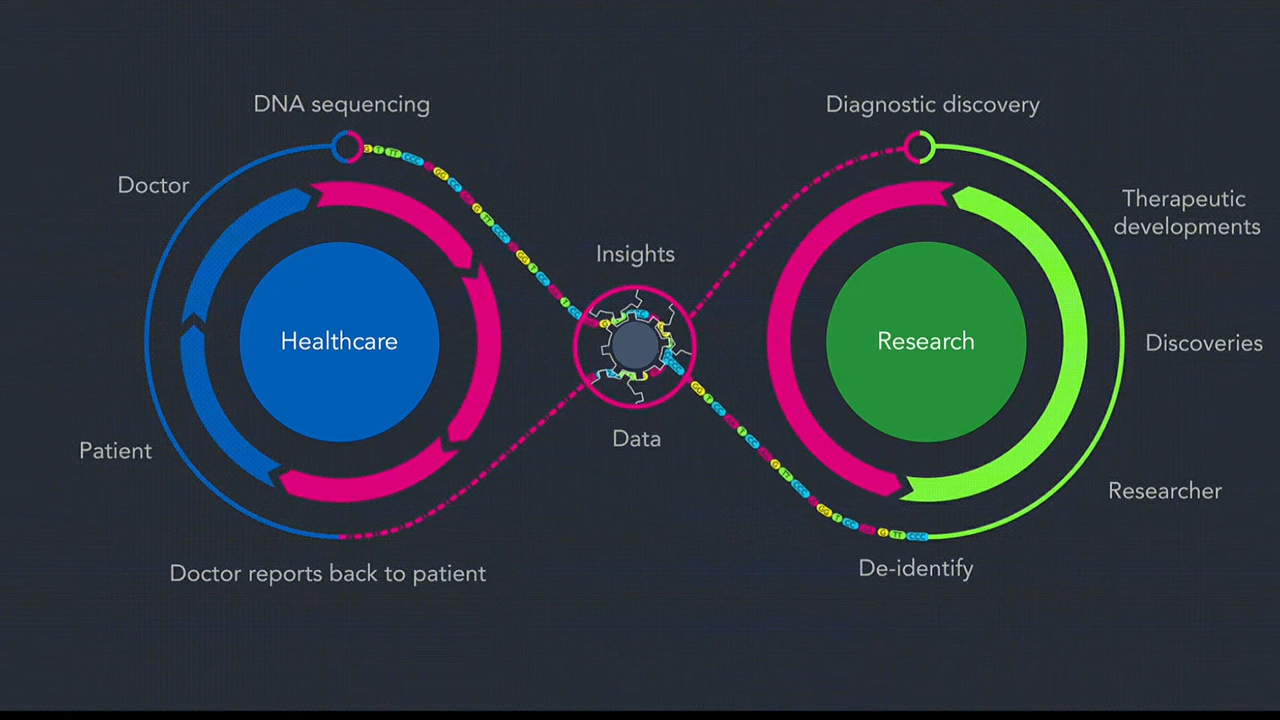 DNA sequencing
Diagnostic discovery
Doctor
Therapeutic
developments
Insights
Healthcare
Research
Discoveries
Data
Patient
Researcher
De-identify
Doctor reports back to patient